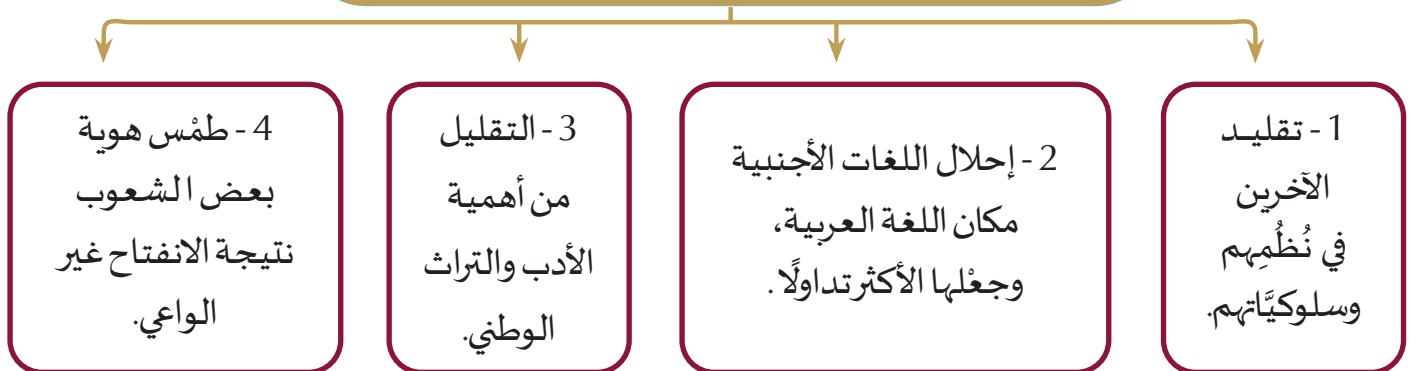 1 - تقليــد
الآخرين
في نُظُمِهم
وسلوكيَّاتهم.
2 - إحلال اللغات الأجنبية
مكان اللغة العربية،
وجعْلها الأكثر تداولًا.
3 - التقليل
من أهمية
الأدب والتراث
الوطني.
4 - طمْس هوية
بعض الشعوب
نتيجة الانفتاح غير
الواعي.